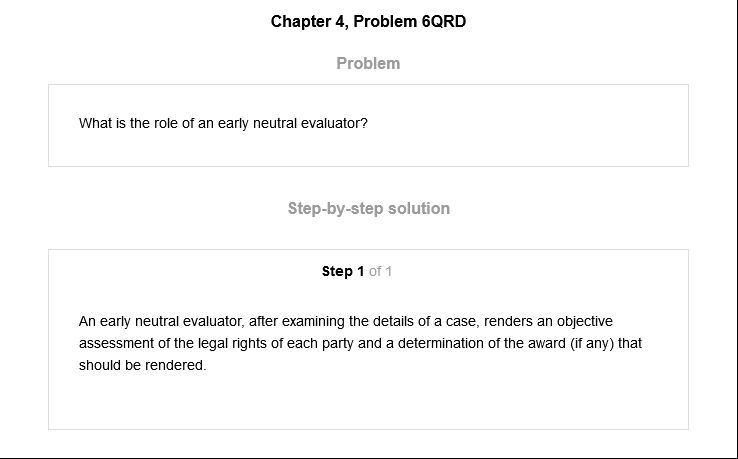 Chapter 4, Problem 6QRD
Problem
What is the role of an early neutral evaluator?
Step-by-step solution
Step 1 of 1
An early neutral evaluator, after examining the details of a case, renders an objective
assessment of the legal rights of each party and a determination of the award (if any) that
should be rendered.